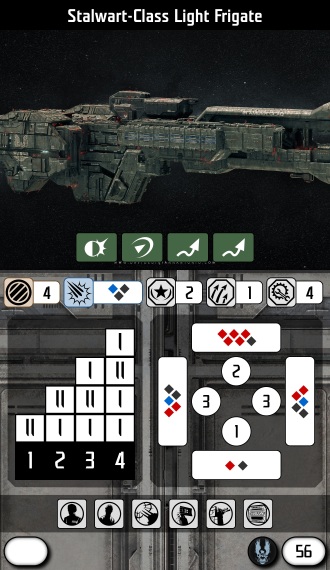 Stalwart-Class Light Frigate
4 2 1 4
I
I II
II II I
II I I I
1 2 3 4
2
3 3
1
56